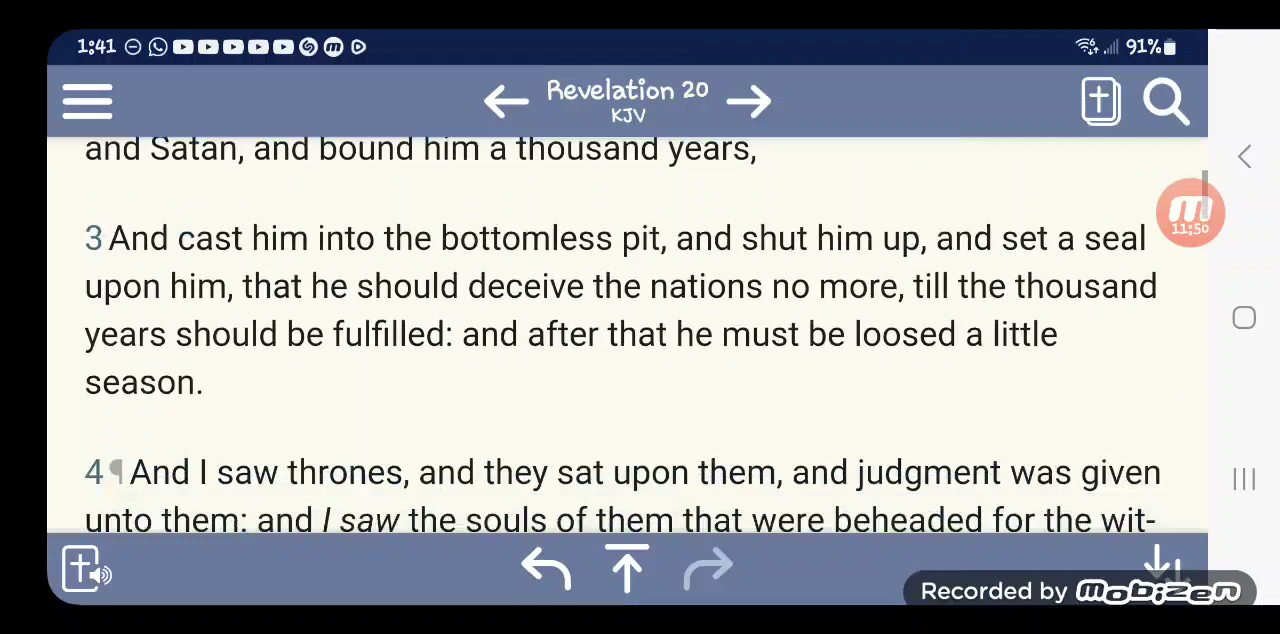 1:41 91%
Revelation 20
KJV
and Satan, and bound him a thousand years,
3 And cast him into the bottomless pit, and shut him up, and set a seal
upon him, that he should deceive the nations no more, till the thousand
years should be fulfilled: and after that he must be loosed a little
season.
4 ¶ And I saw thrones, and they sat upon them, and judgment was given
unto them: and I saw the souls of them that were beheaded for the wit-
m
11:50
Recorded by mobizen